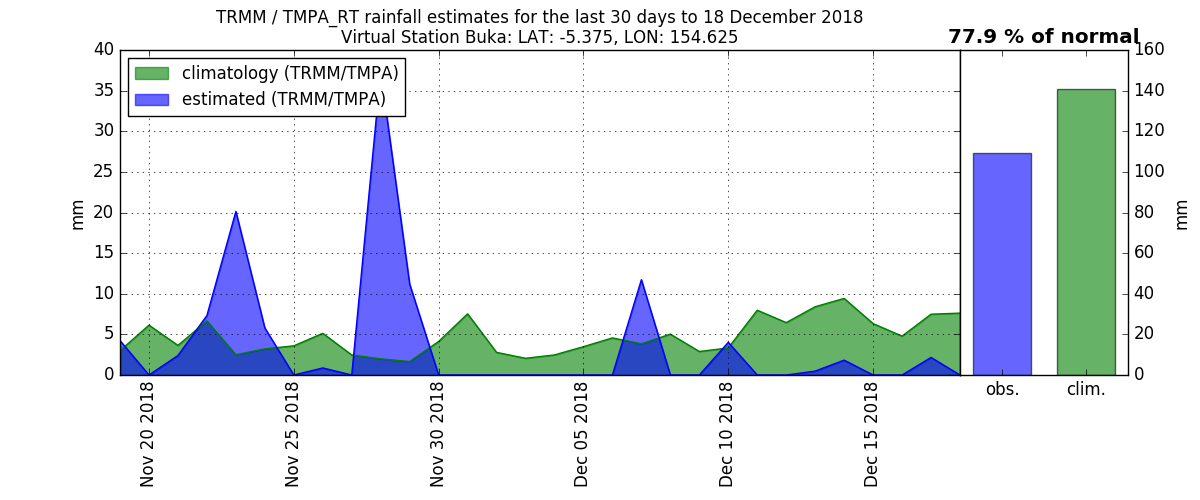 TRMM / TMPA_RT rainfall estimates for the last 30 days to 18 December 2018
Virtual Station Buka: LAT: -5.375, LON: 154.625
77.9 % of normal
climatology (TRMM/TMPA)
estimated (TRMM/TMPA)
40
35
30
25
20
15
10
5
0
mm
Nov 20 2018
Nov 25 2018
Nov 30 2018
Dec 05 2018
Dec 10 2018
Dec 15 2018
obs.
clim.
160
140
120
100
80
60
40
20
0
mm